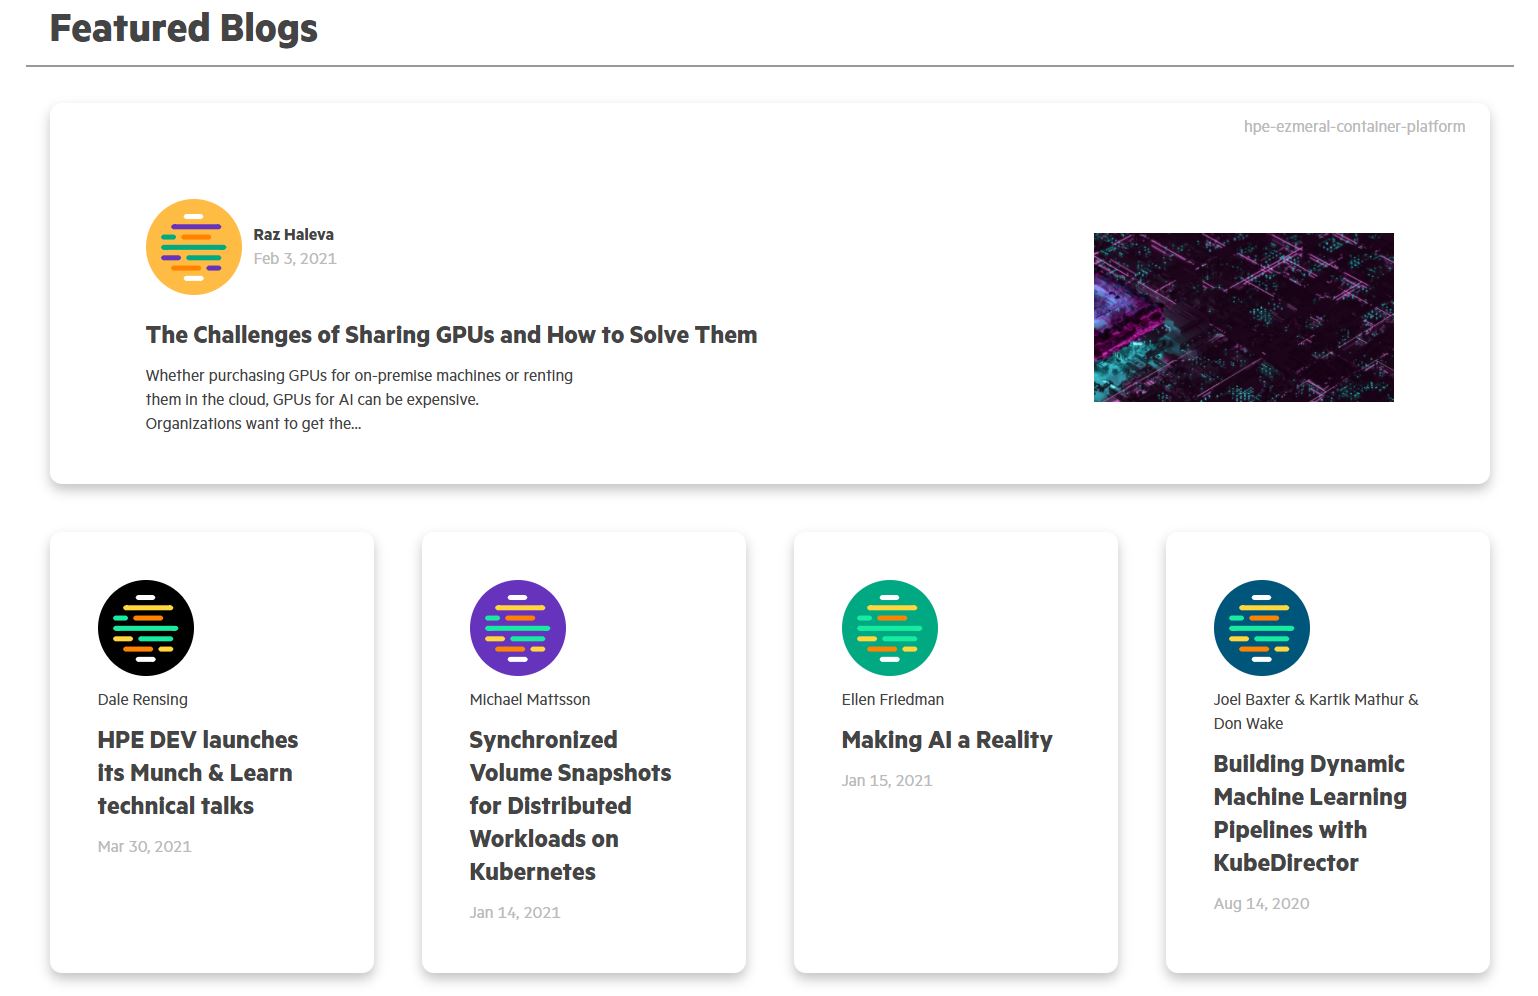 Featured Blogs
hpe-ezmeral-container-platform
Raz Haleva
Feb 3, 2021
The Challenges of Sharing GPUs and How to Solve Them
Whether purchasing GPUs for on-premise machines or renting
them in the cloud, GPUs for AI can be expensive.
Organizations want to get the...
Dale Rensing
HPE DEV launches
its Munch & Learn
technical talks
Mar 30, 2021
Michael Mattsson
Synchronized
Volume Snapshots
for Distributed
Workloads on
Kubernetes
Jan 14, 2021
Ellen Friedman
Making AI a Reality
Jan 15, 2021
Joel Baxter & Kartik Mathur &
Don Wake
Building Dynamic
Machine Learning
Pipelines with
KubeDirector
Aug 14, 2020